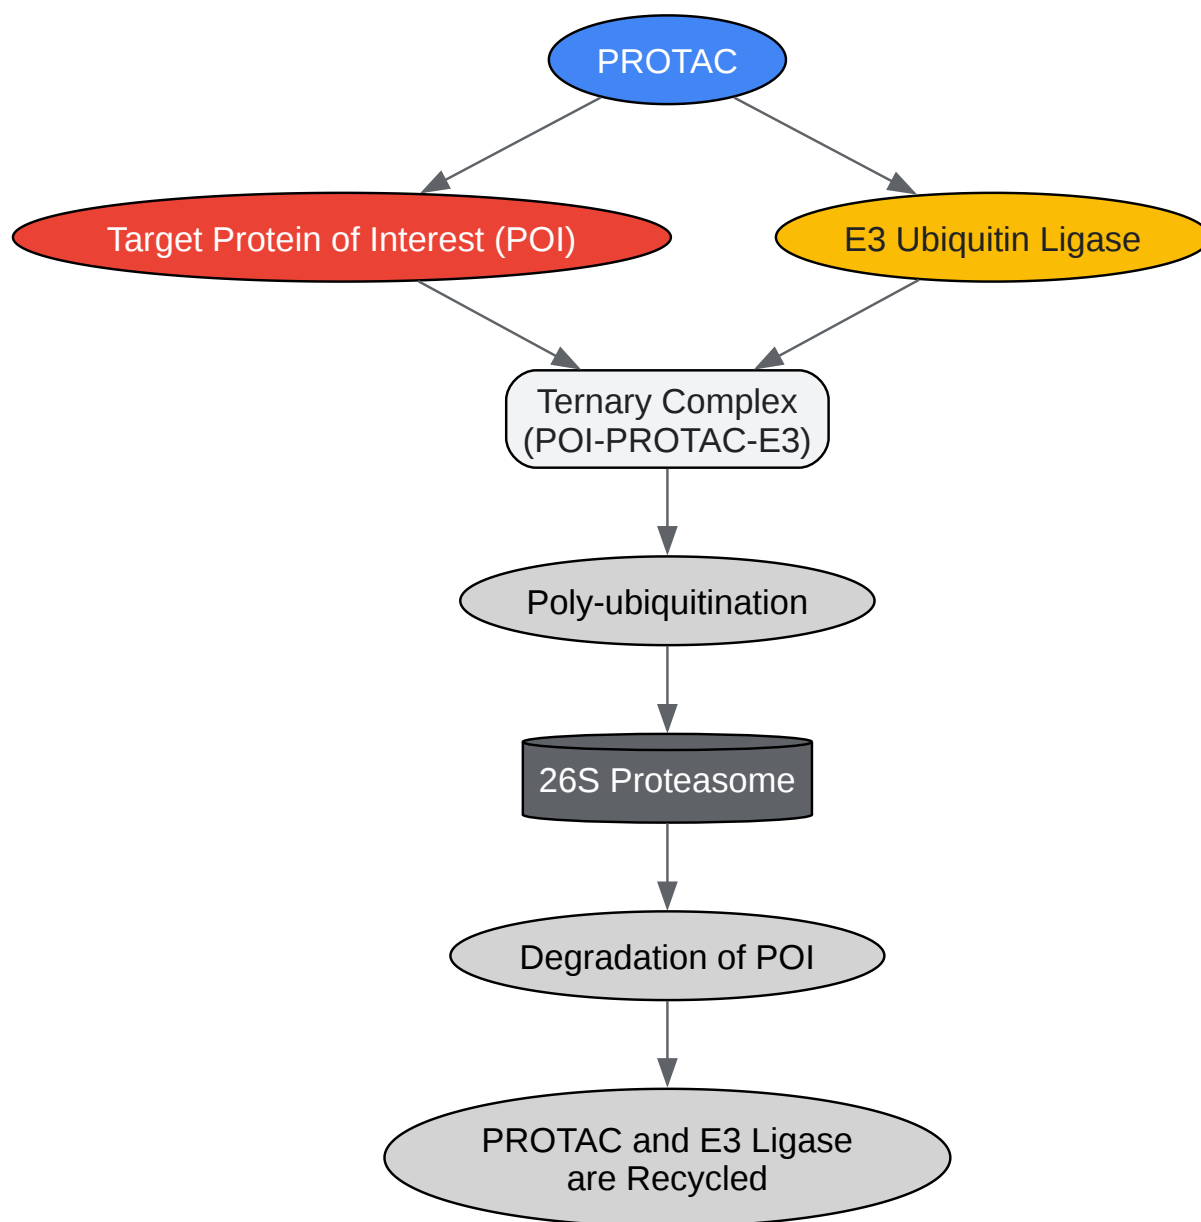 PROTAC
Target Protein of Interest (POI)
E3 Ubiquitin Ligase
Ternary Complex
(POI-PROTAC-E3)
Poly-ubiquitination
26S Proteasome
Degradation of POI
PROTAC and E3 Ligase
are Recycled